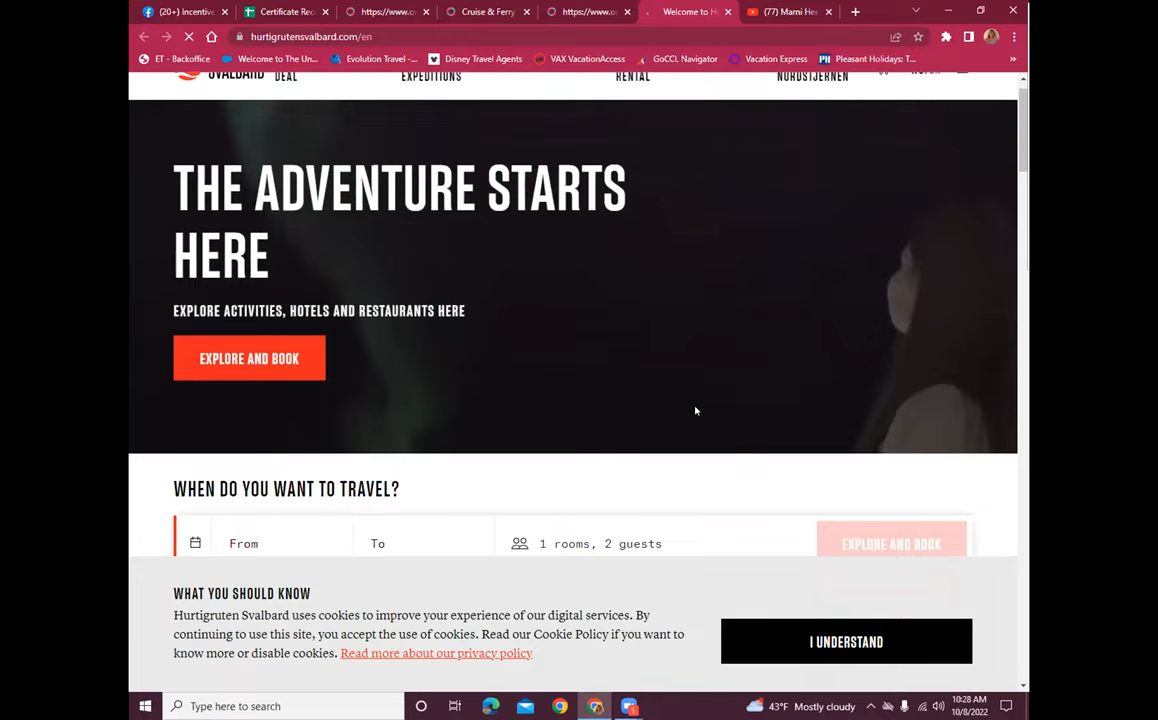 (20+) Incentive
Certificate Rec
https://www.or
Cruise & Ferry
https://www.or
Welcome to H
(77) Marni Her
hurtigrutensvalbard.com/en
ET - Backoffice
Welcome to The Un...
Evolution Travel -...
Disney Travel Agents
VAX VacationAccess
GoCCL Navigator
Vacation Express
Pleasant Holidays: T...
»
SVALBARD
DEAL
EXPEDITIONS
RENTAL
NORDSTJERNEN
THE ADVENTURE STARTS
HERE
EXPLORE ACTIVITIES, HOTELS AND RESTAURANTS HERE
EXPLORE AND BOOK
WHEN DO YOU WANT TO TRAVEL?
From
To
1 rooms, 2 guests
EXPLORE AND BOOK
WHAT YOU SHOULD KNOW
Hurtigruten Svalbard uses cookies to improve your experience of our digital services. By
continuing to use this site, you accept the use of cookies. Read our Cookie Policy if you want to
know more or disable cookies. Read more about our privacy policy
I UNDERSTAND
Type here to search
43°F Mostly cloudy
10:28 AM
10/8/2022